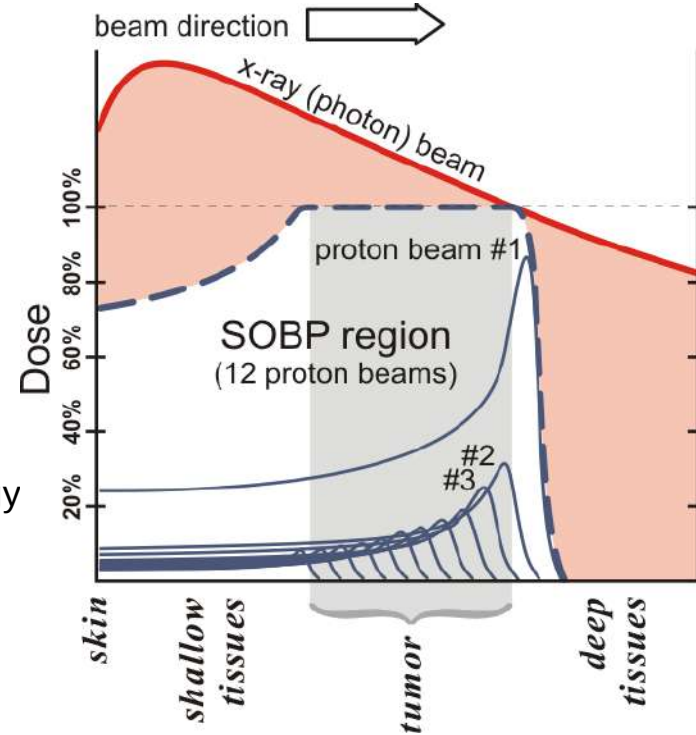 beam direction
x-ray (photon) beam
100%
proton beam #1
80%
SOBP region
(12 proton beams)
60%
Dose
40%
#2
#3
20%
y
skin
shallow
tissues
tumor
deep
tissues